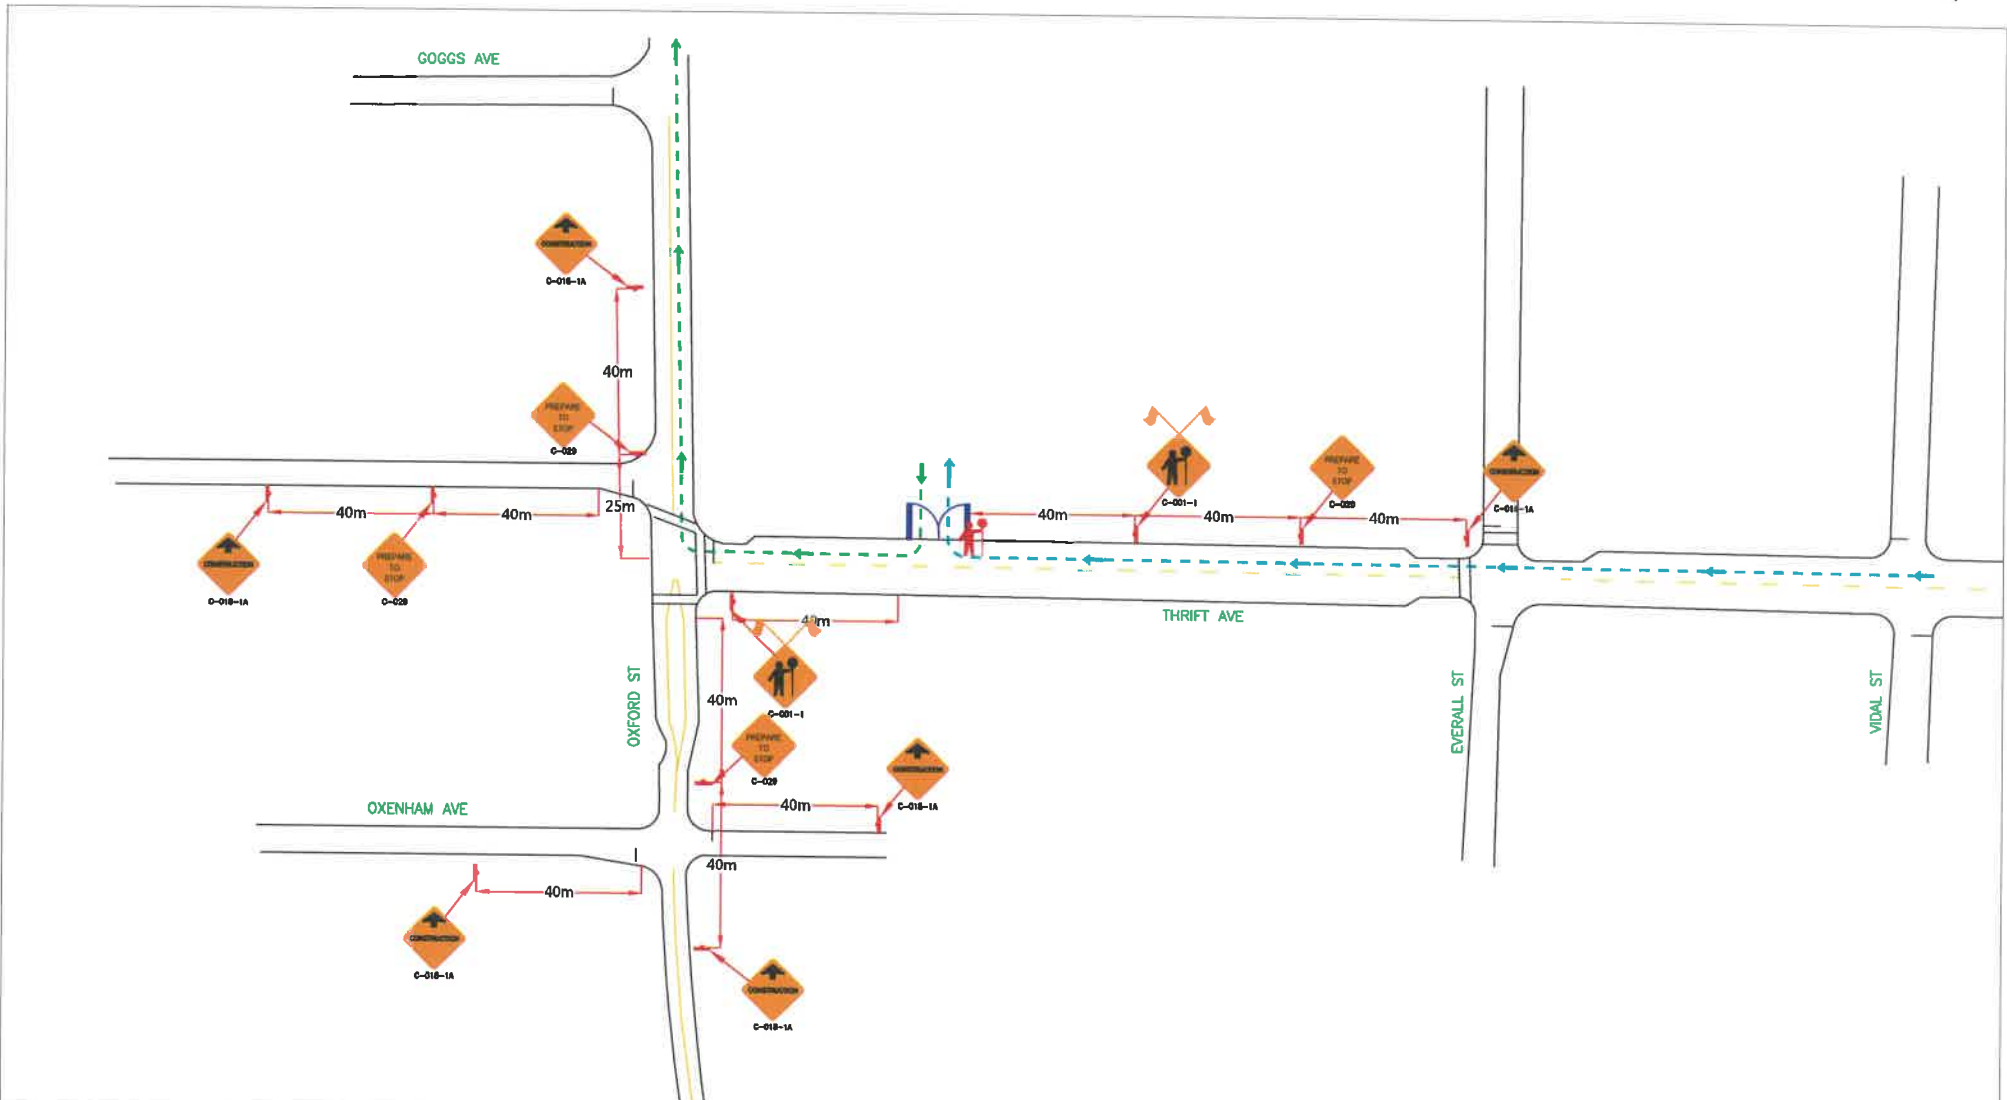 GOGGS AVE
CONSTRUCTION
C-018-1A
40m
PREPARE
TO
STOP
C-029
25m
40m
40m
CONSTRUCTION
C-018-1A
PREPARE
TO
STOP
C-029
C-001-1
PREPARE
TO
STOP
C-029
CONSTRUCTION
C-018-1A
40m
40m
40m
THRIFT AVE
40m
C-001-1
OXFORD ST
40m
PREPARE
TO
STOP
C-029
CONSTRUCTION
C-018-1A
40m
EVERALL ST
VIDAL ST
OXENHAM AVE
40m
40m
CONSTRUCTION
C-018-1A
CONSTRUCTION
C-018-1A